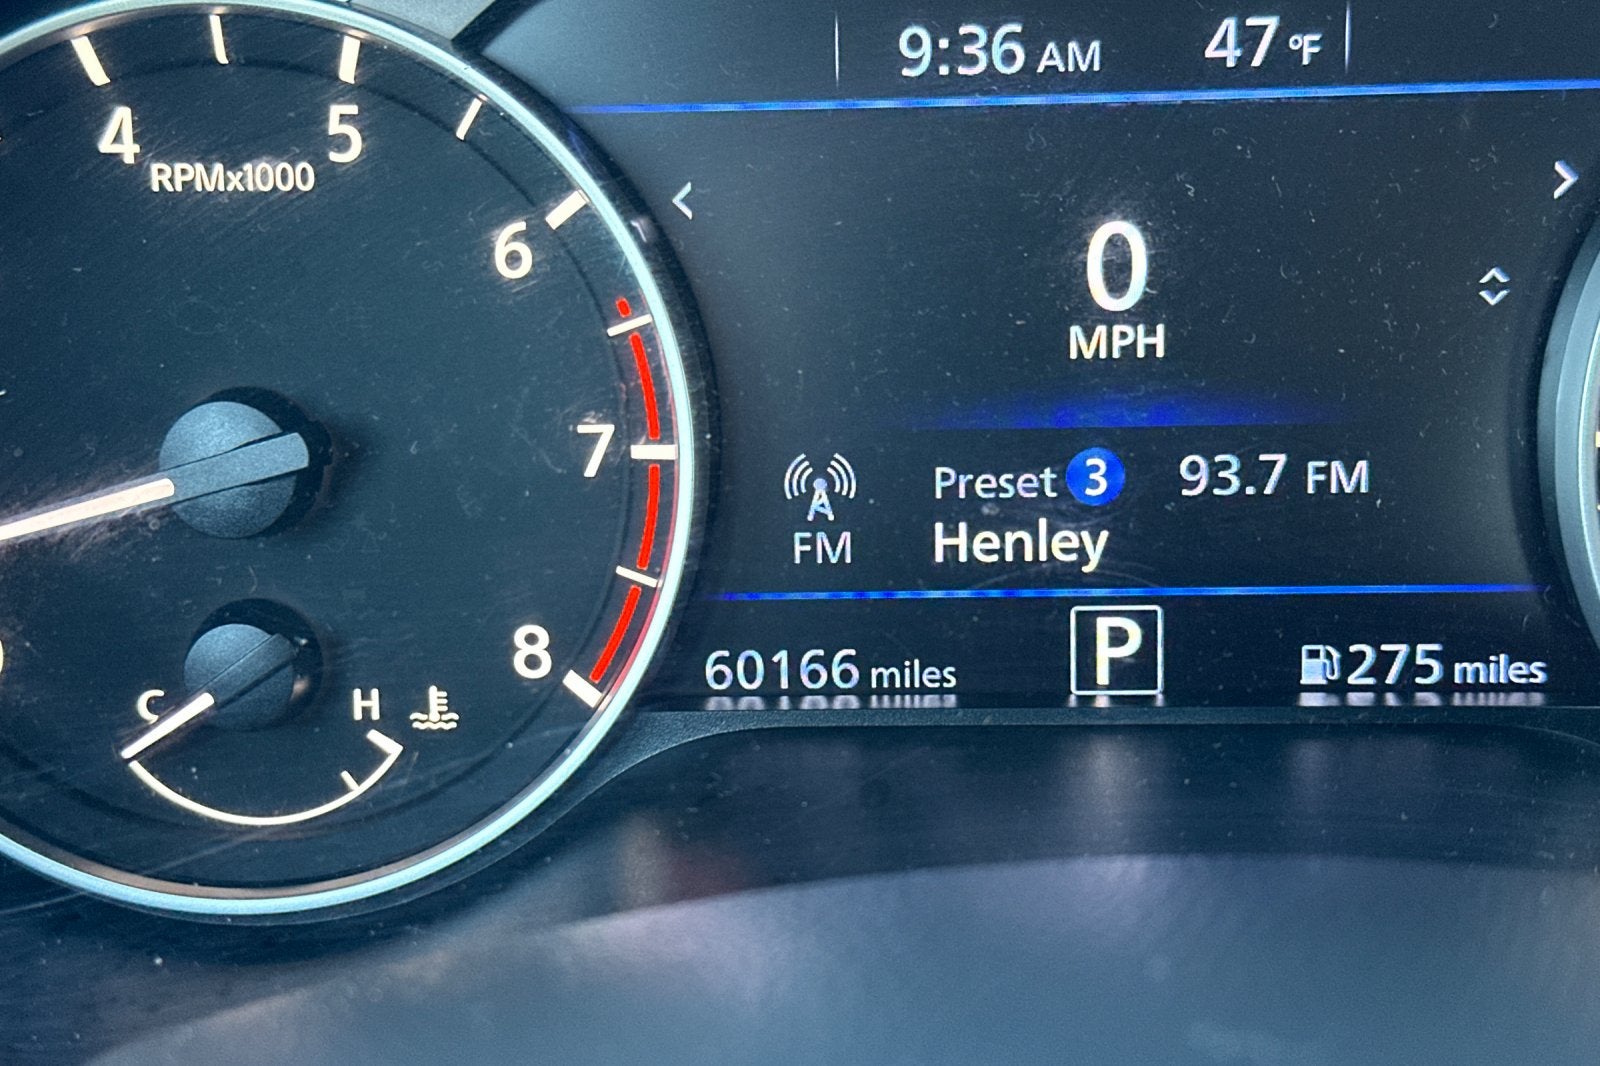 9:36 AM 47 °F
4 5
RPMx1000
6
7
8
C H
0
MPH
FM
Preset 3 93.7 FM
Henley
60166 miles P 275 miles